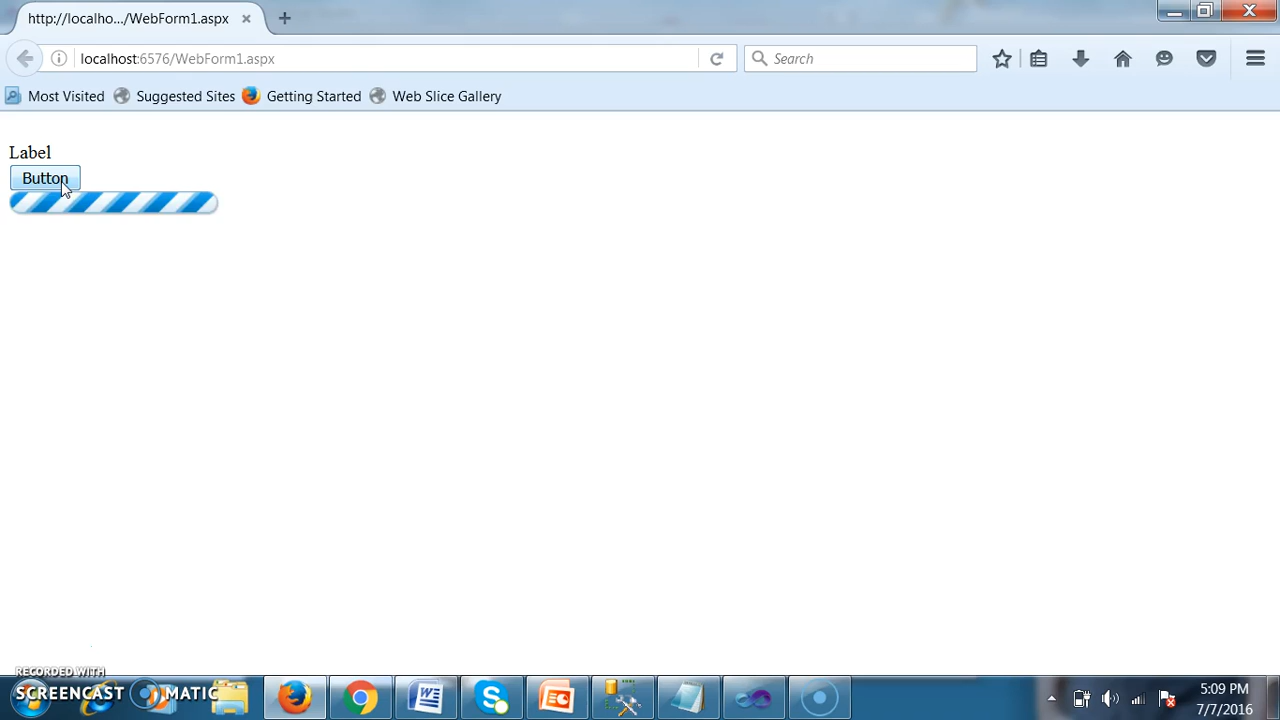 http://localho.../WebForm1.aspx
localhost:6576/WebForm1.aspx
Search
Most Visited
Suggested Sites
Getting Started
Web Slice Gallery
Label
Button
RECORDED WITH
SCREENCAST MATIC
5:09 PM
7/7/2016